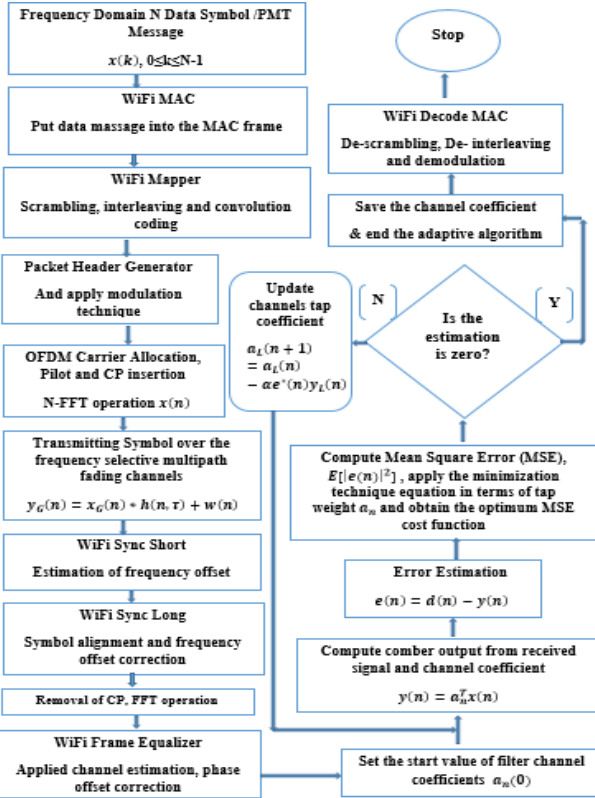 Frequency Domain N Data Symbol /PMT
Message
x(k), 0≤k≤N-1
WiFi MAC
Put data massage into the MAC frame
WiFi Mapper
Scrambling, interleaving and convolution
coding
Packet Header Generator
And apply modulation
technique
OFDM Carrier Allocation,
Pilot and CP insertion
N-FFT operation x(n)
Transmitting Symbol over the
frequency selective multipath
fading channels
y_G(n) = x_G(n) * h(n, τ) + w(n)
WiFi Sync Short
Estimation of frequency offset
WiFi Sync Long
Symbol alignment and frequency
offset correction
Removal of CP, FFT operation
WiFi Frame Equalizer
Applied channel estimation, phase
offset correction
Set the start value of filter channel
coefficients a_n(0)
Compute comber output from received
signal and channel coefficient
y(n) = a_n^T x(n)
Error Estimation
e(n) = d(n) − y(n)
Compute Mean Square Error (MSE),
E[|e(n)|²], apply the minimization
technique equation in terms of tap
weight a_n and obtain the optimum MSE
cost function
Is the
estimation
is zero?
N
Y
Update
channels tap
coefficient
a_L(n + 1)
= a_L(n)
− αe*(n)y_L(n)
Save the channel coefficient
& end the adaptive algorithm
WiFi Decode MAC
De-scrambling, De- interleaving
and demodulation
Stop